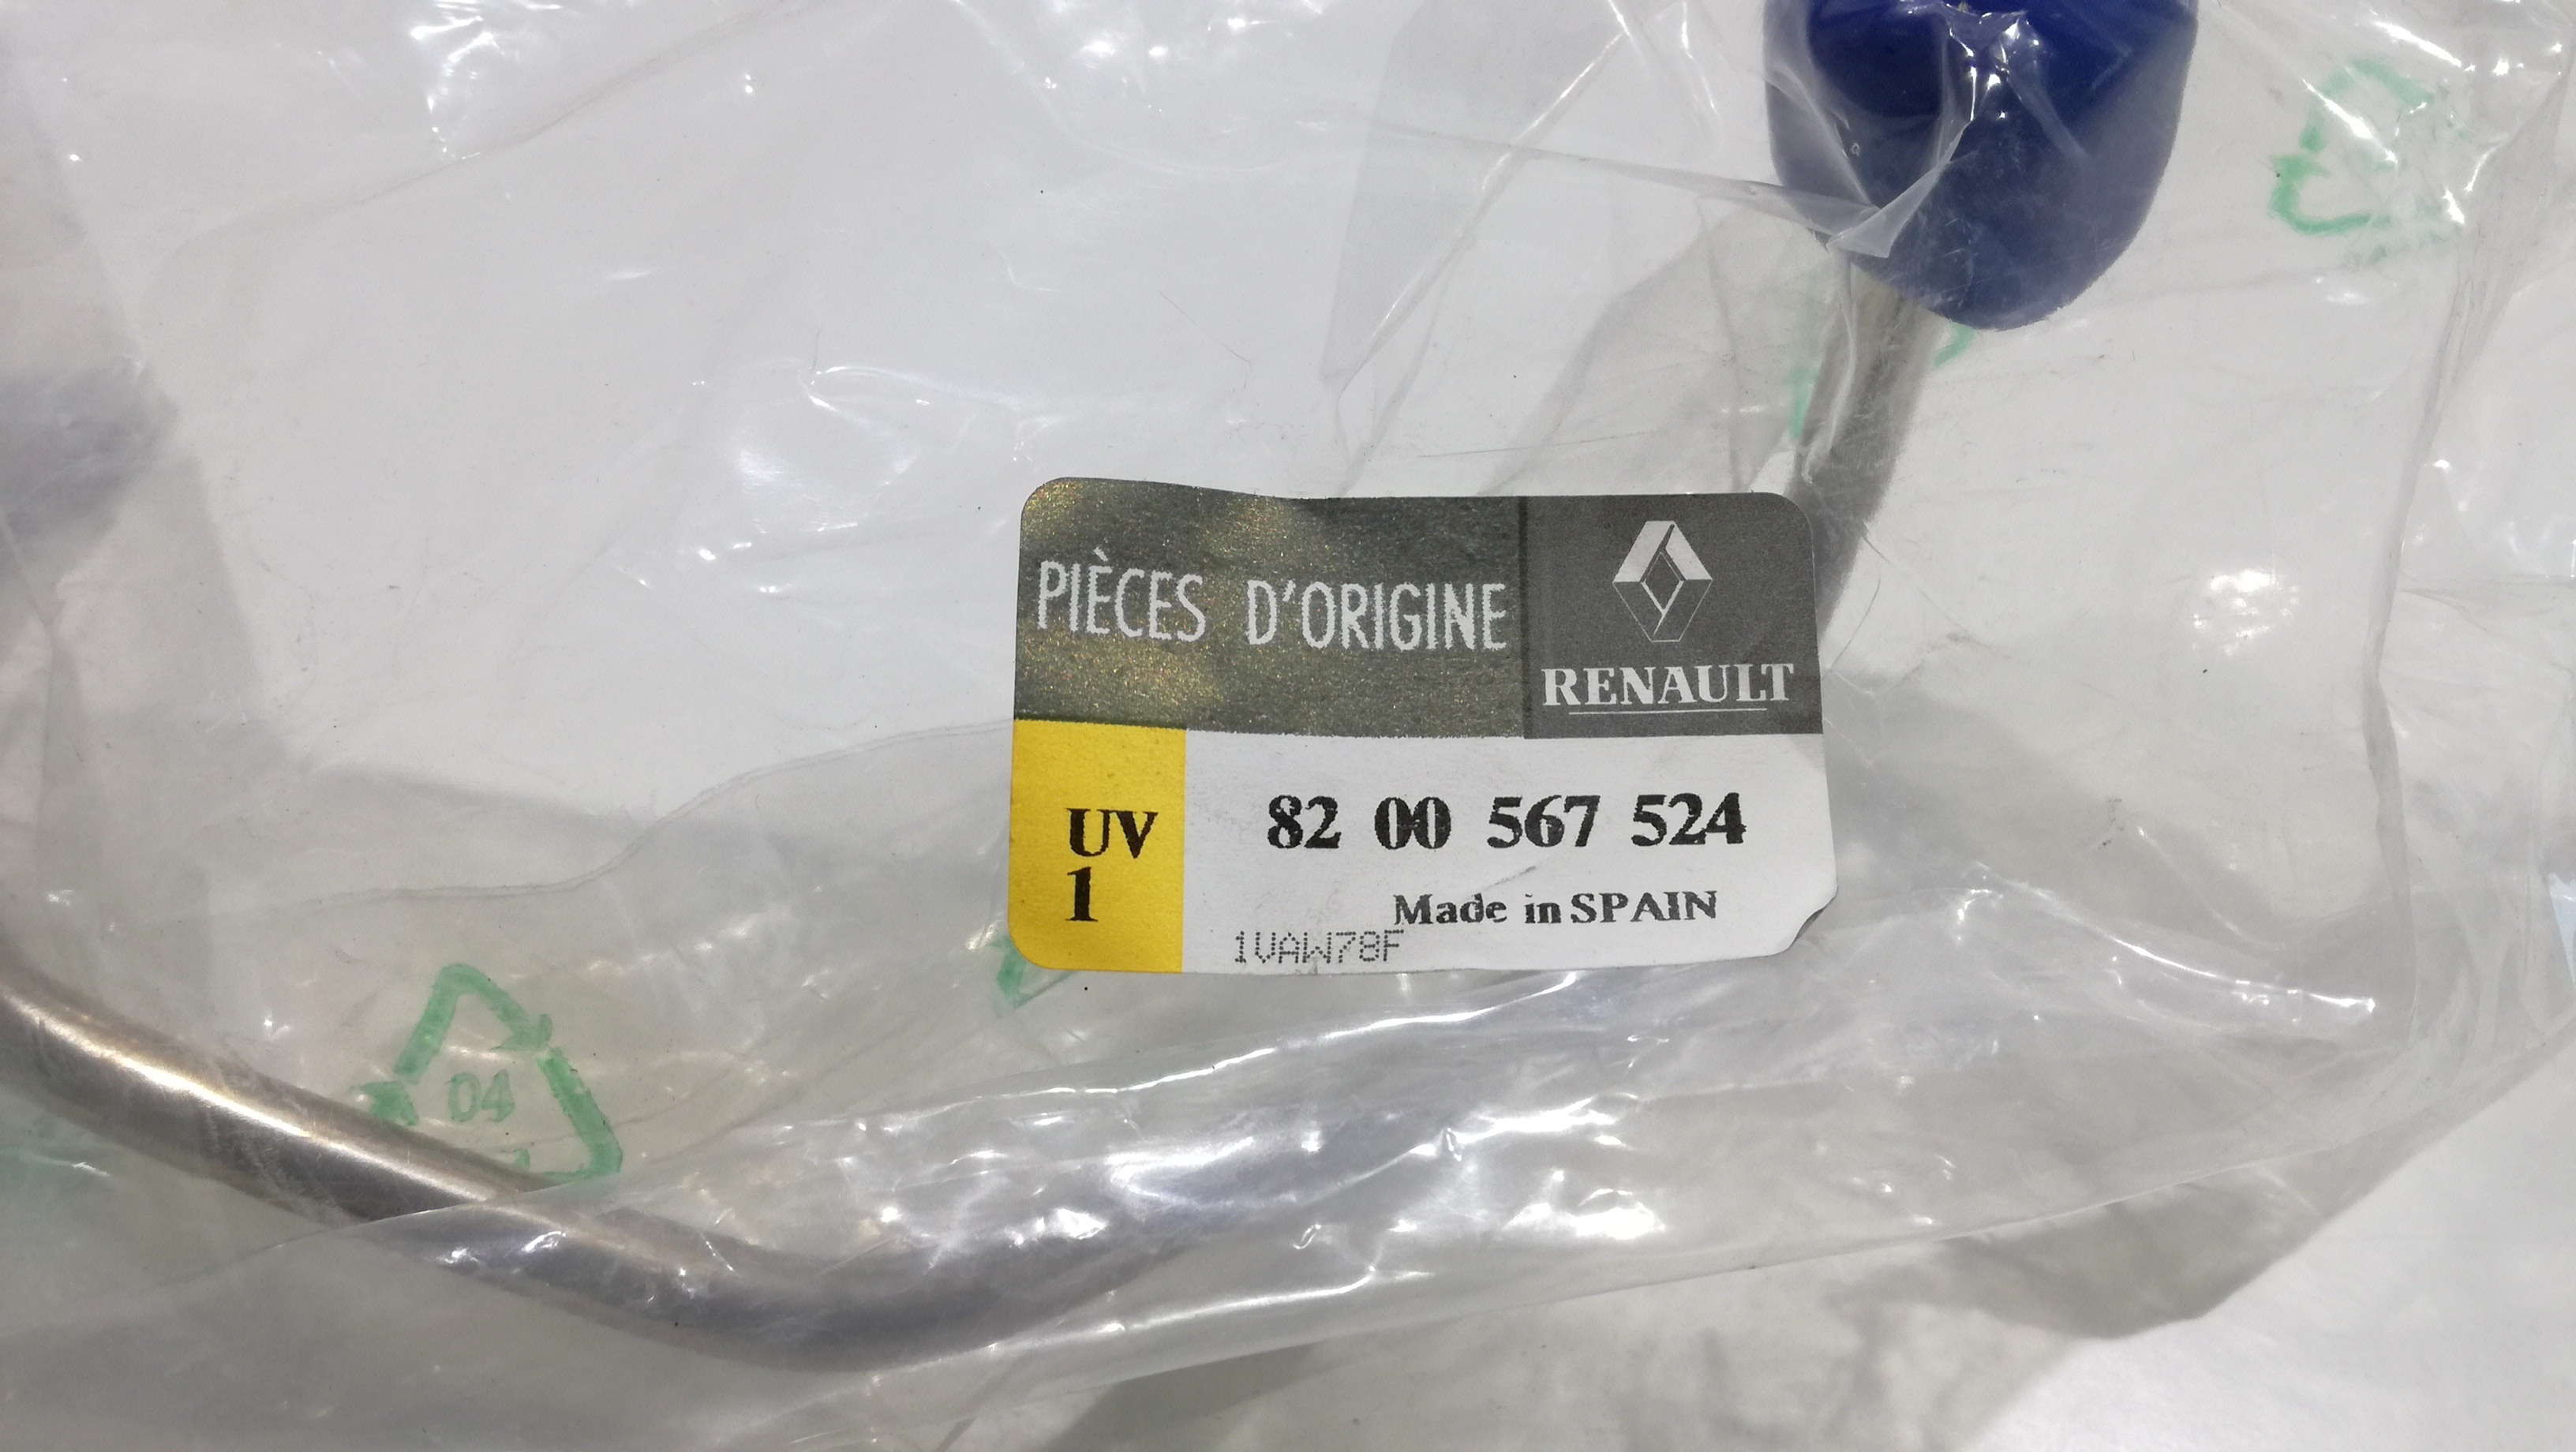 PIÈCES D'ORIGINE
RENAULT
UV
1
82 00 567 524
Made in SPAIN
1VAW78F
04